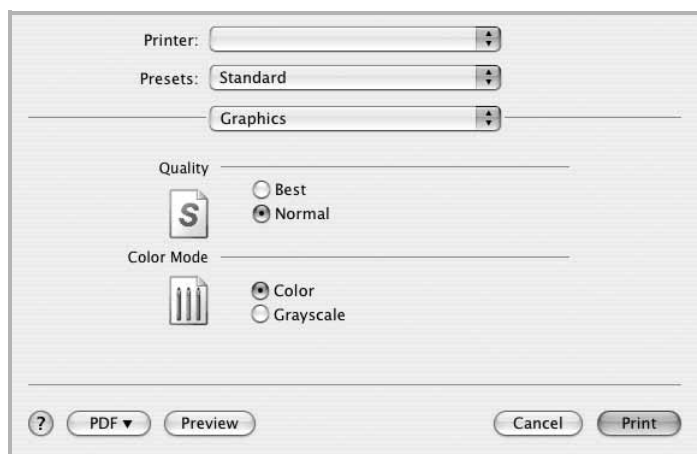 Printer:
Presets: Standard
Graphics
Quality
Best
S
Normal
Color Mode
Color
Grayscale
? PDF▼ Preview Cancel Print